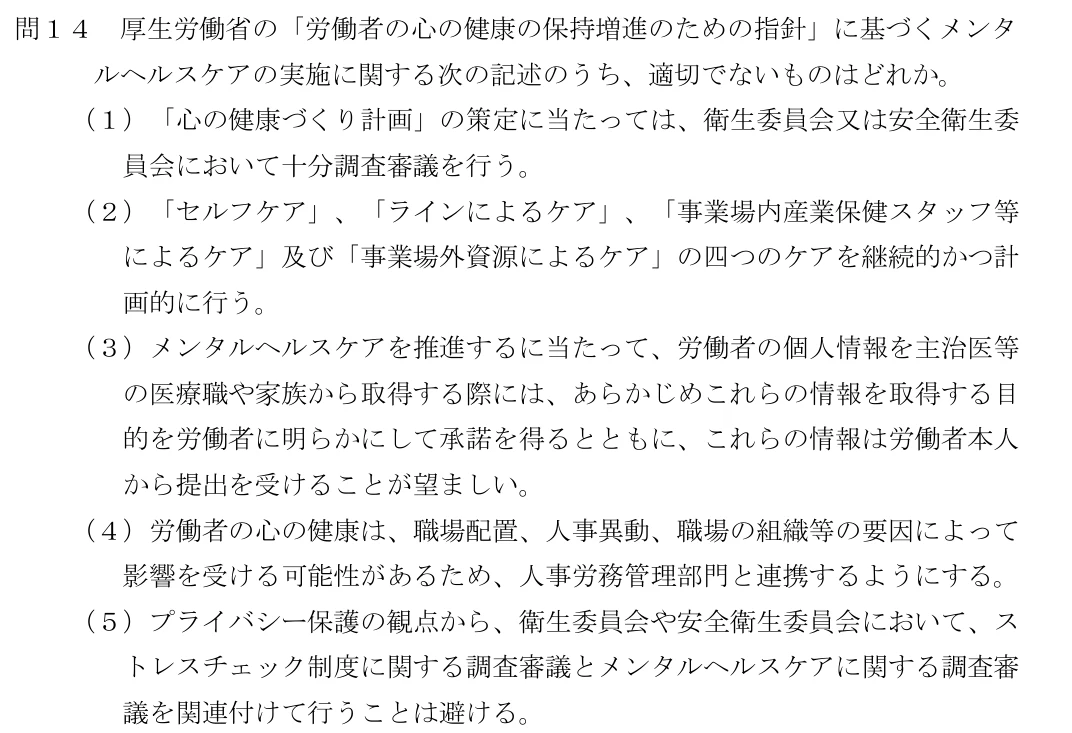 問14　厚生労働省の「労働者の心の健康の保持増進のための指針」に基づくメンタ
ルヘルスケアの実施に関する次の記述のうち、適切でないものはどれか。
（1）「心の健康づくり計画」の策定に当たっては、衛生委員会又は安全衛生委
員会において十分調査審議を行う。
（2）「セルフケア」、「ラインによるケア」、「事業場内産業保健スタッフ等
によるケア」及び「事業場外資源によるケア」の四つのケアを継続的かつ計
画的に行う。
（3）メンタルヘルスケアを推進するに当たって、労働者の個人情報を主治医等
の医療職や家族から取得する際には、あらかじめこれらの情報を取得する目
的を労働者に明らかにして承諾を得るとともに、これらの情報は労働者本人
から提出を受けることが望ましい。
（4）労働者の心の健康は、職場配置、人事異動、職場の組織等の要因によって
影響を受ける可能性があるため、人事労務管理部門と連携するようにする。
（5）プライバシー保護の観点から、衛生委員会や安全衛生委員会において、ス
トレスチェック制度に関する調査審議とメンタルヘルスケアに関する調査審
議を関連付けて行うことは避ける。